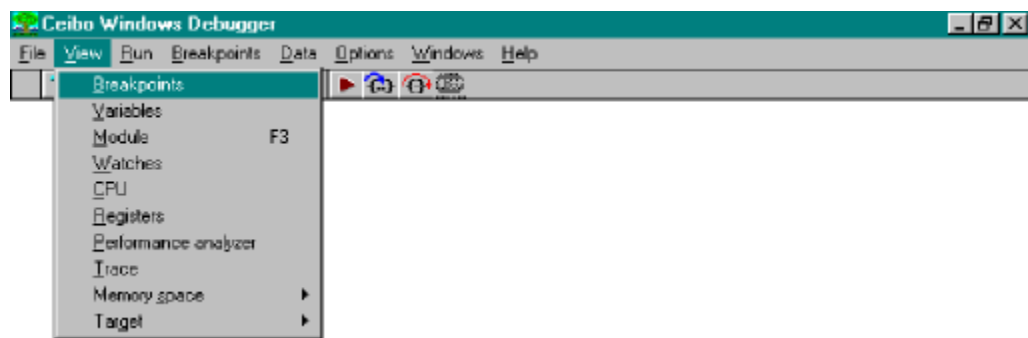 Ceibo Windows Debugger
File View Run Breakpoints Data Options Windows Help
Breakpoints
Variables
Module F3
Watches
CPU
Registers
Performance analyzer
Trace
Memory space
Target